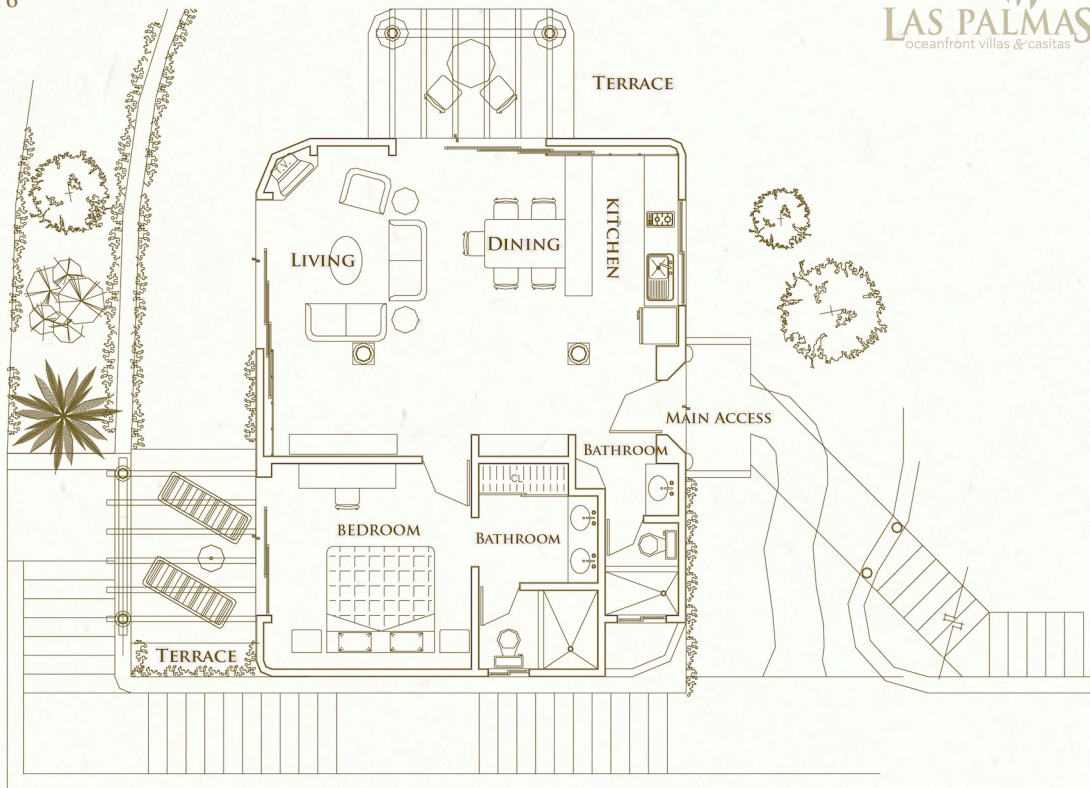 6
LAS PALMAS
oceanfront villas & casitas
TERRACE
T.V.
KITCHEN
DINING
LIVING
MAIN ACCESS
BATHROOM
CL
BEDROOM
BATHROOM
TERRACE